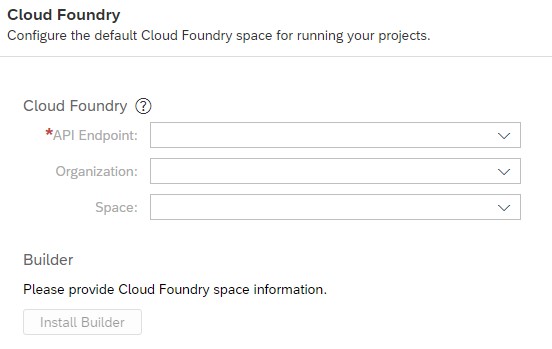 Cloud Foundry
Configure the default Cloud Foundry space for running your projects.
Cloud Foundry ?
*API Endpoint:
Organization:
Space:
Builder
Please provide Cloud Foundry space information.
Install Builder